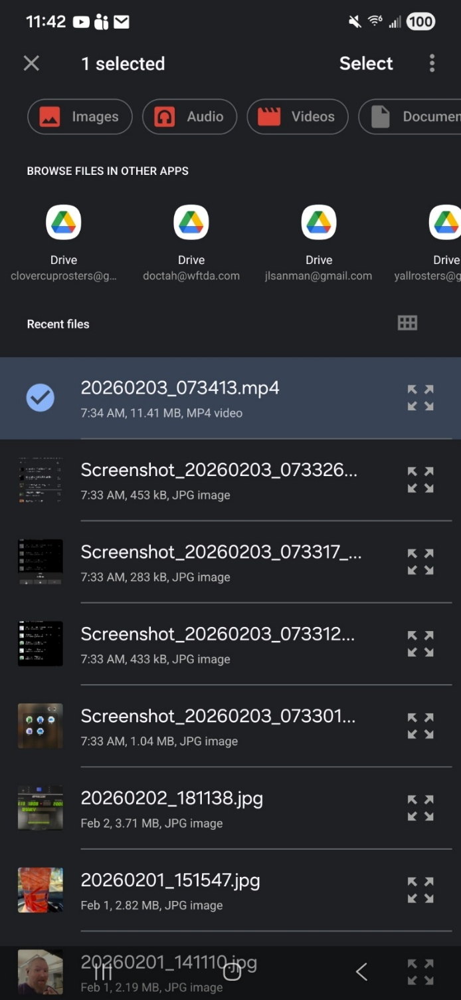 11:42
100
1 selected
Select
Images
Audio
Videos
Documen
BROWSE FILES IN OTHER APPS
Drive
clovercuprosters@g...
Drive
doctah@wftda.com
Drive
jlsanman@gmail.com
Drive
yallrosters@g
Recent files
20260203_073413.mp4
7:34 AM, 11.41 MB, MP4 video
Screenshot_20260203_073326...
7:33 AM, 453 kB, JPG image
Screenshot_20260203_073317_...
7:33 AM, 283 kB, JPG image
Screenshot_20260203_073312...
7:33 AM, 433 kB, JPG image
Screenshot_20260203_073301...
7:33 AM, 1.04 MB, JPG image
20260202_181138.jpg
Feb 2, 3.71 MB, JPG image
20260201_151547.jpg
Feb 1, 2.82 MB, JPG image
20260201_141110.jpg
Feb 1, 2.19 MB, JPG image